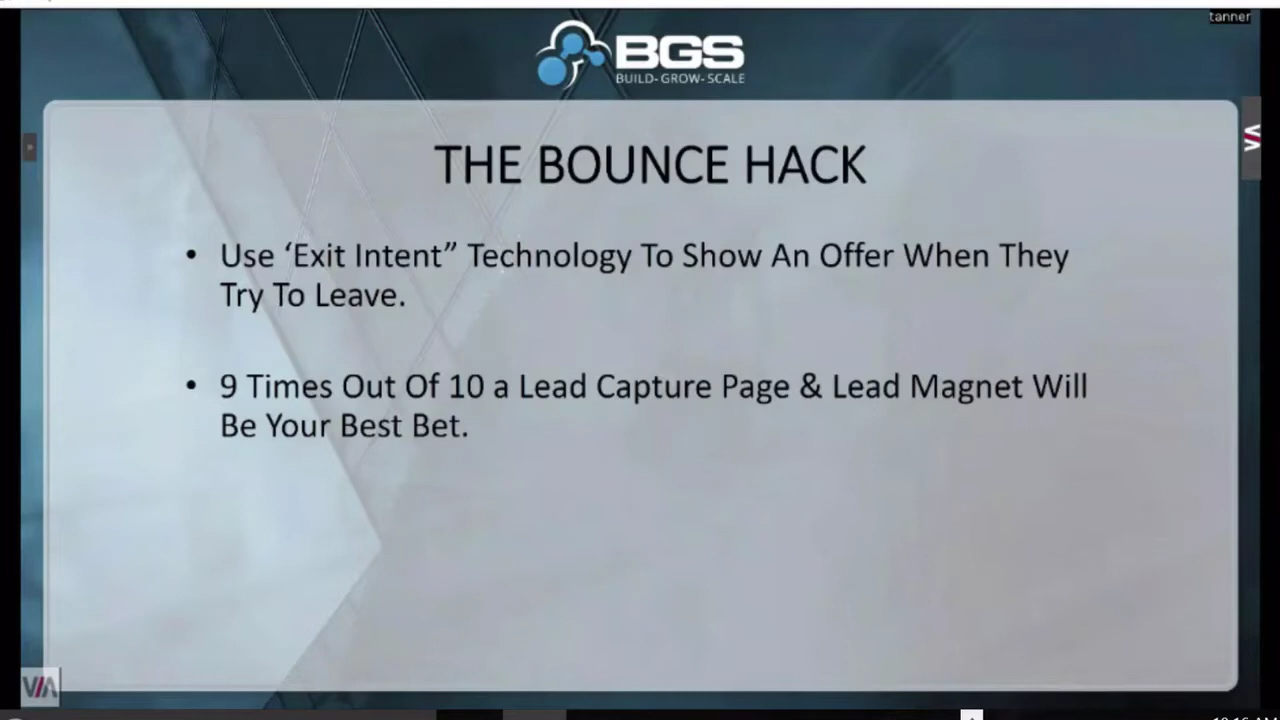 tanner
BGS
BUILD-GROW-SCALE
THE BOUNCE HACK
• Use ‘Exit Intent” Technology To Show An Offer When They
Try To Leave.
• 9 Times Out Of 10 a Lead Capture Page & Lead Magnet Will
Be Your Best Bet.
VIA